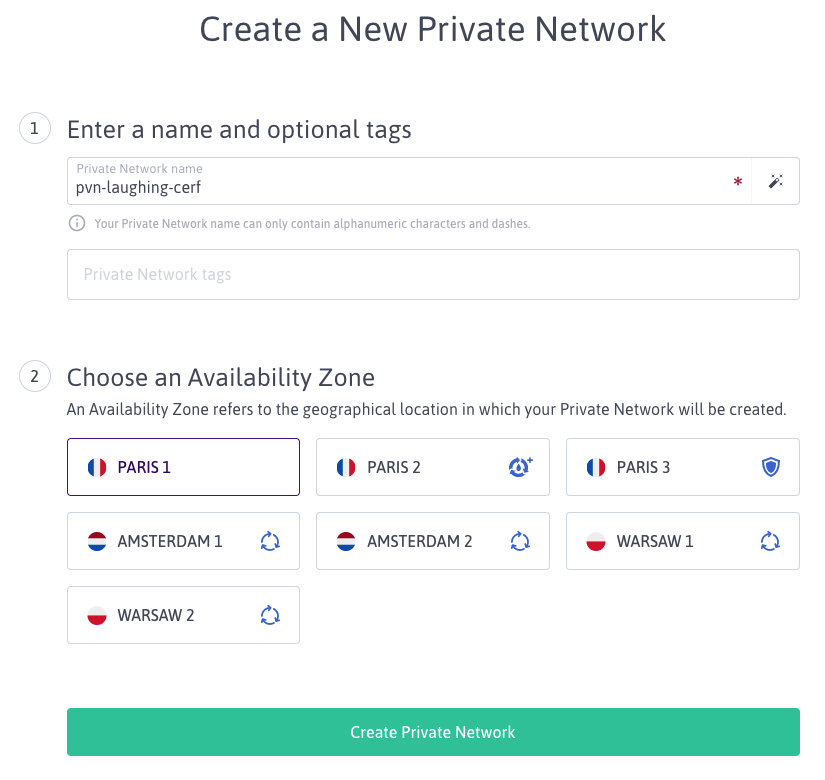 Create a New Private Network
1
Enter a name and optional tags
Private Network name
pvn-laughing-cerf
*
Your Private Network name can only contain alphanumeric characters and dashes.
Private Network tags
2
Choose an Availability Zone
An Availability Zone refers to the geographical location in which your Private Network will be created.
PARIS 1
PARIS 2
PARIS 3
AMSTERDAM 1
AMSTERDAM 2
WARSAW 1
WARSAW 2
Create Private Network